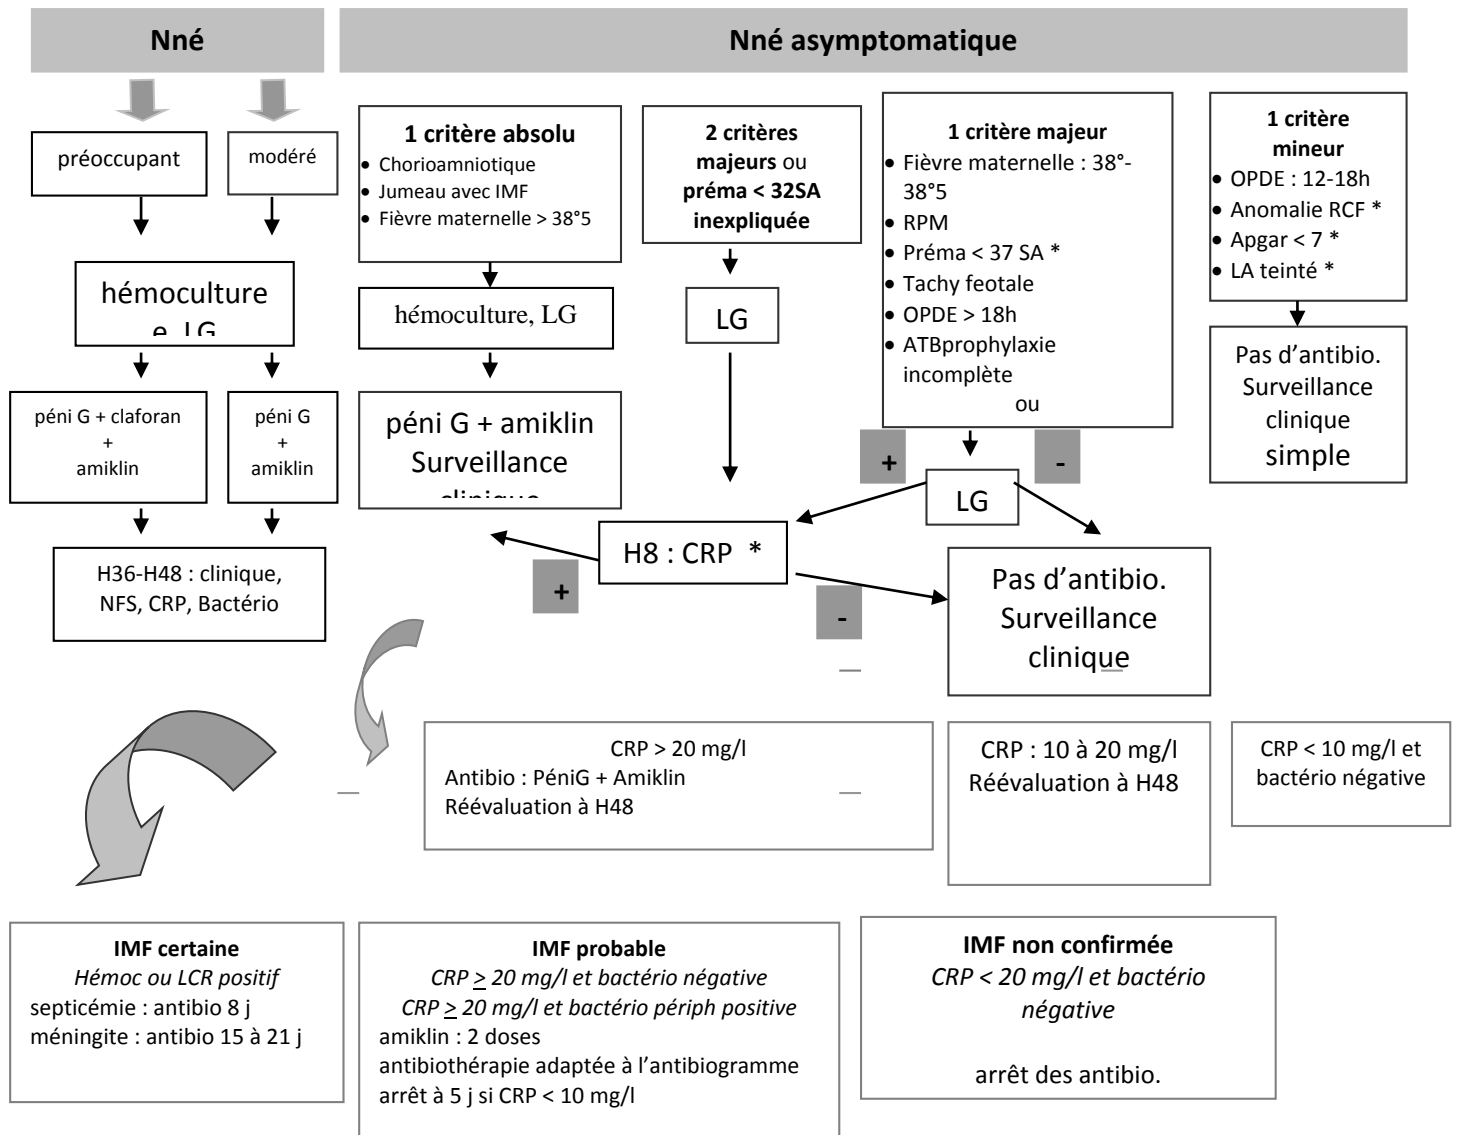 Nné
Nné asymptomatique
préoccupant
modéré
hémoculture
e, LG
péni G + claforan
+
amiklin
péni G
+
amiklin
H36-H48 : clinique,
NFS, CRP, Bactério
1 critère absolu
• Chorioamniotique
• Jumeau avec IMF
• Fièvre maternelle > 38°5
hémoculture, LG
péni G + amiklin
Surveillance
clinique
2 critères
majeurs ou
préma < 32SA
inexpliquée
LG
1 critère majeur
• Fièvre maternelle : 38°-
38°5
• RPM
• Préma < 37 SA *
• Tachy feotale
• OPDE > 18h
• ATBprophylaxie
incomplète
ou
+
-
LG
1 critère
mineur
• OPDE : 12-18h
• Anomalie RCF *
• Apgar < 7 *
• LA teinté *
Pas d’antibio.
Surveillance
clinique
simple
H8 : CRP *
+
-
Pas d’antibio.
Surveillance
clinique
CRP > 20 mg/l
Antibio : PéniG + Amiklin
Réévaluation à H48
CRP : 10 à 20 mg/l
Réévaluation à H48
CRP < 10 mg/l et
bactério négative
IMF certaine
Hémoc ou LCR positif
septicémie : antibio 8 j
méningite : antibio 15 à 21 j
IMF probable
CRP ≥ 20 mg/l et bactério négative
CRP ≥ 20 mg/l et bactério périph positive
amiklin : 2 doses
antibiothérapie adaptée à l’antibiogramme
arrêt à 5 j si CRP < 10 mg/l
IMF non confirmée
CRP < 20 mg/l et bactério
négative
arrêt des antibio.